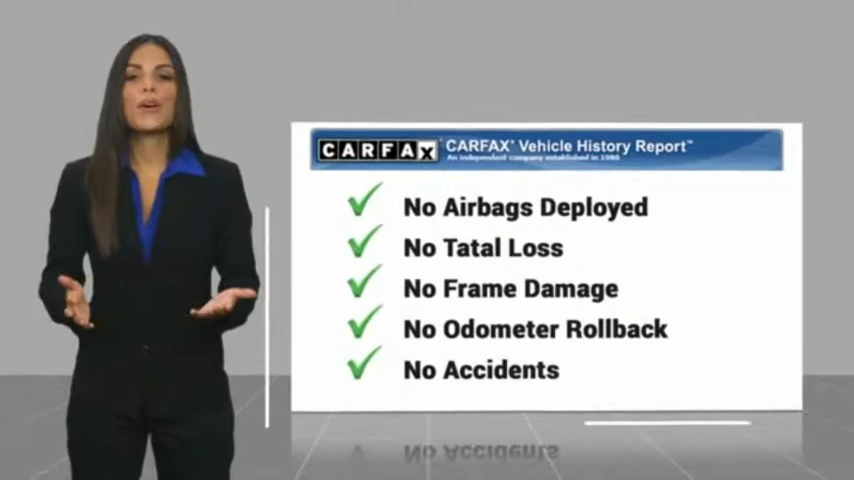 CARFAX CARFAX® Vehicle History Report™
An independent company established in 1986
No Airbags Deployed
No Tatal Loss
No Frame Damage
No Odometer Rollback
No Accidents
No Accidents